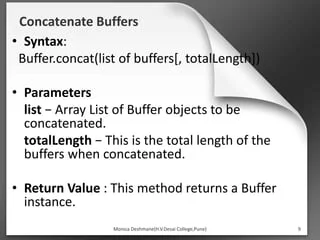 Concatenate Buffers
• Syntax:
Buffer.concat(list of buffers[, totalLength])
• Parameters
list − Array List of Buffer objects to be
concatenated.
totalLength − This is the total length of the
buffers when concatenated.
• Return Value : This method returns a Buffer
instance.
Monica Deshmane(H.V.Desai College,Pune) 9